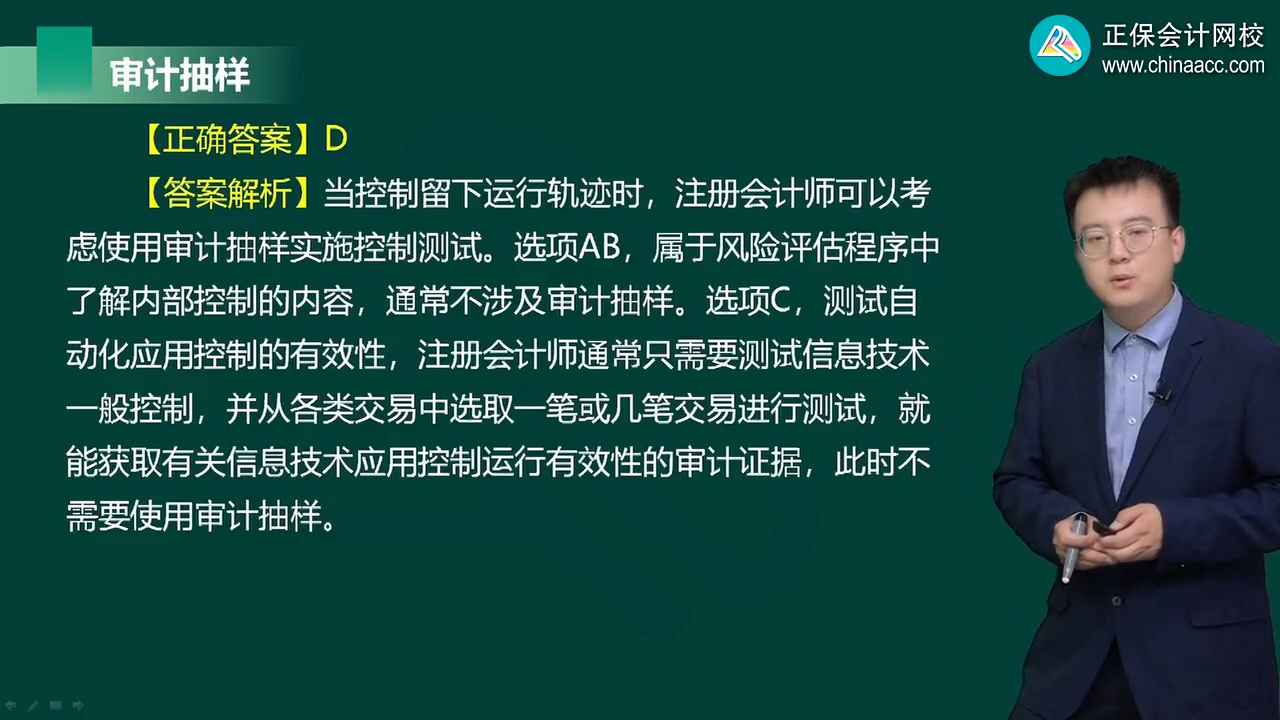 正保会计网校
www.chinaacc.com
审计抽样
【正确答案】D
【答案解析】当控制留下运行轨迹时，注册会计师可以考
虑使用审计抽样实施控制测试。选项AB，属于风险评估程序中
了解内部控制的内容，通常不涉及审计抽样。选项C，测试自
动化应用控制的有效性，注册会计师通常只需要测试信息技术
一般控制，并从各类交易中选取一笔或几笔交易进行测试，就
能获取有关信息技术应用控制运行有效性的审计证据，此时不
需要使用审计抽样。